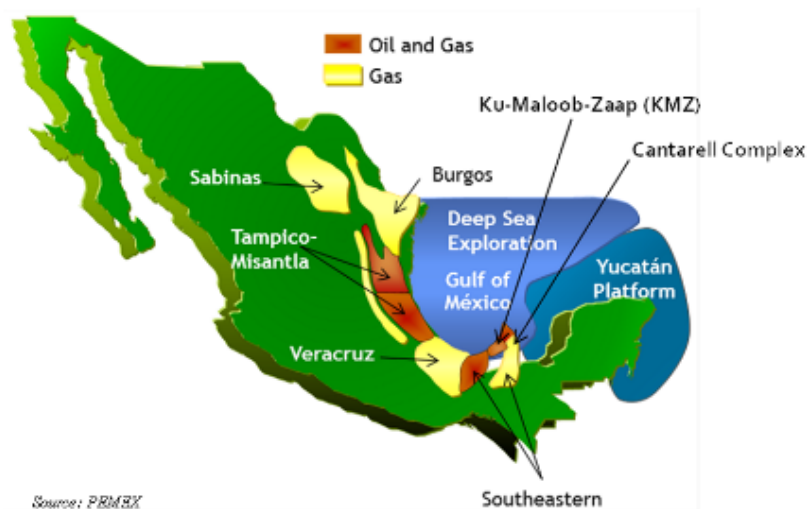 Oil and Gas
Gas
Ku-Maloob-Zaap (KMZ)
Cantarell Complex
Sabinas
Burgos
Deep Sea
Exploration
Tampico-
Misantla
Gulf of
México
Yucatán
Platform
Veracruz
Southeastern
Source: PEMEX